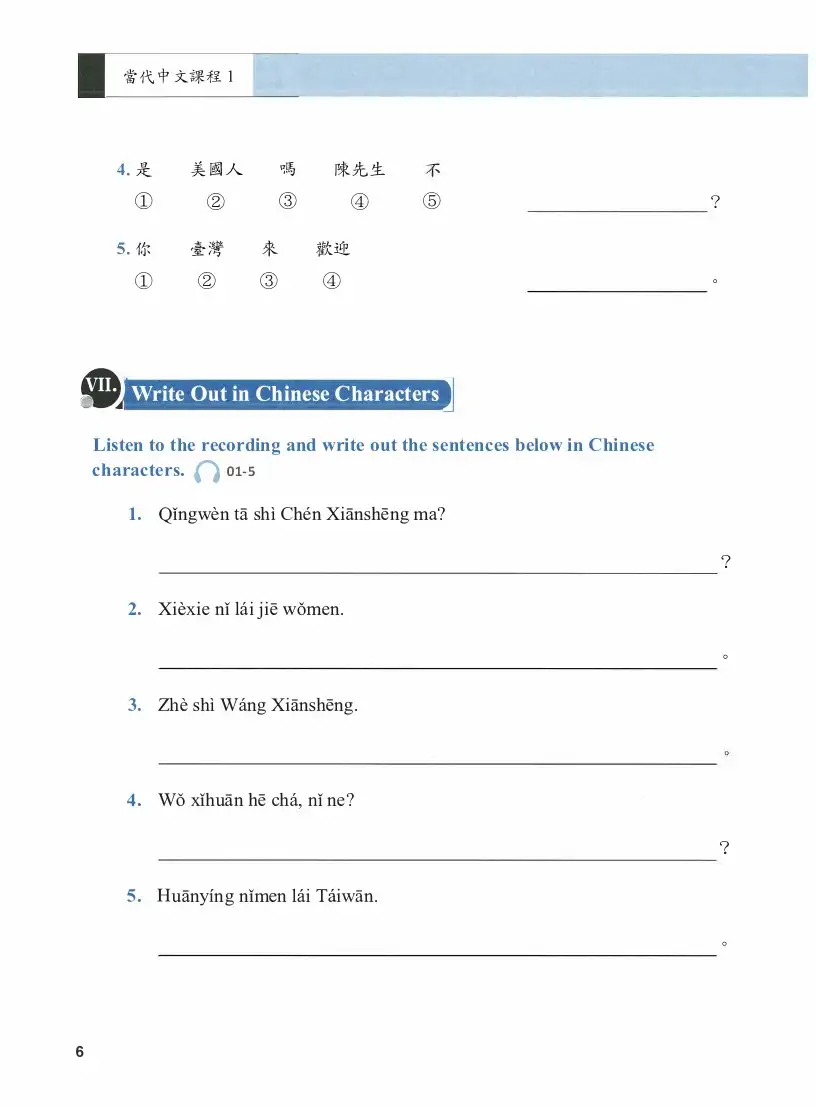 當代中文課程 1
4. 是 美國人 嗎 陳先生 不
① ② ③ ④ ⑤ ?
5. 你 臺灣 來 歡迎
① ② ③ ④ 。
VII. Write Out in Chinese Characters
Listen to the recording and write out the sentences below in Chinese
characters. 01-5
1. Qǐngwèn tā shì Chén Xiānshēng ma?
?
2. Xièxie nǐ lái jiē wǒmen.
。
3. Zhè shì Wáng Xiānshēng.
。
4. Wǒ xǐhuān hē chá, nǐ ne?
?
5. Huānyíng nǐmen lái Táiwān.
。
6